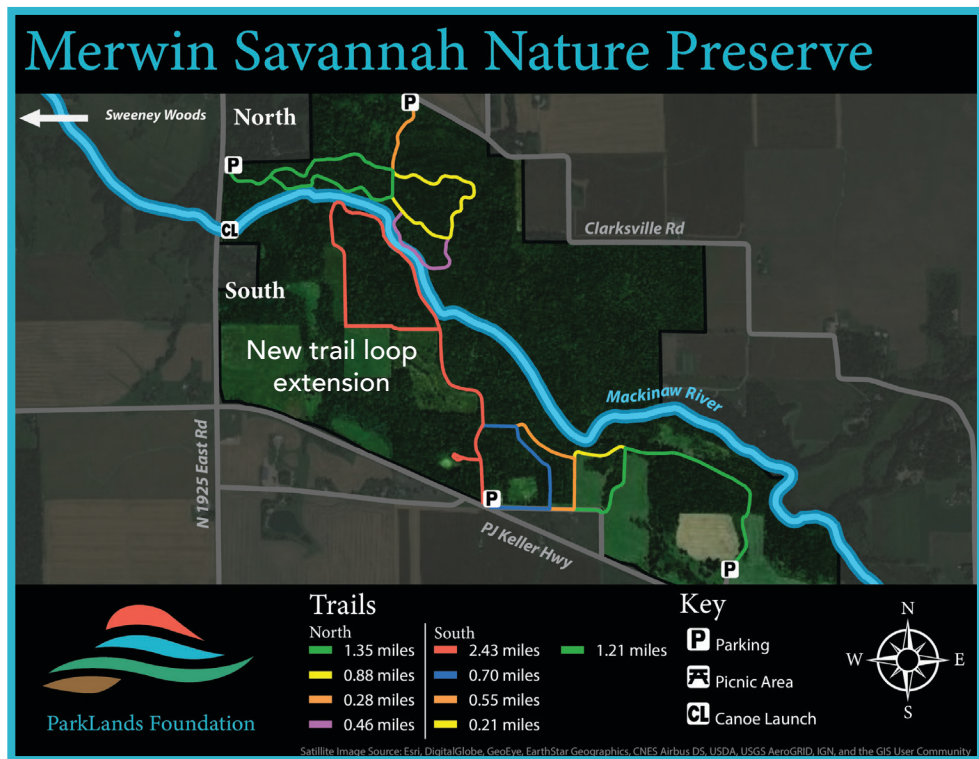 Merwin Savannah Nature Preserve
Sweeney Woods
North
P
P
CL
Clarksville Rd
South
New trail loop
extension
Mackinaw River
N 1925 East Rd
P
PJ Keller Hwy
P
Trails
North
1.35 miles
0.88 miles
0.28 miles
0.46 miles
South
2.43 miles
0.70 miles
0.55 miles
0.21 miles
1.21 miles
Key
P Parking
Picnic Area
CL Canoe Launch
N
W E
S
ParkLands Foundation
Satillite Image Source: Esri, DigitalGlobe, GeoEye, EarthStar Geographics, CNES Airbus DS, USDA, USGS AeroGRID, IGN, and the GIS User Community